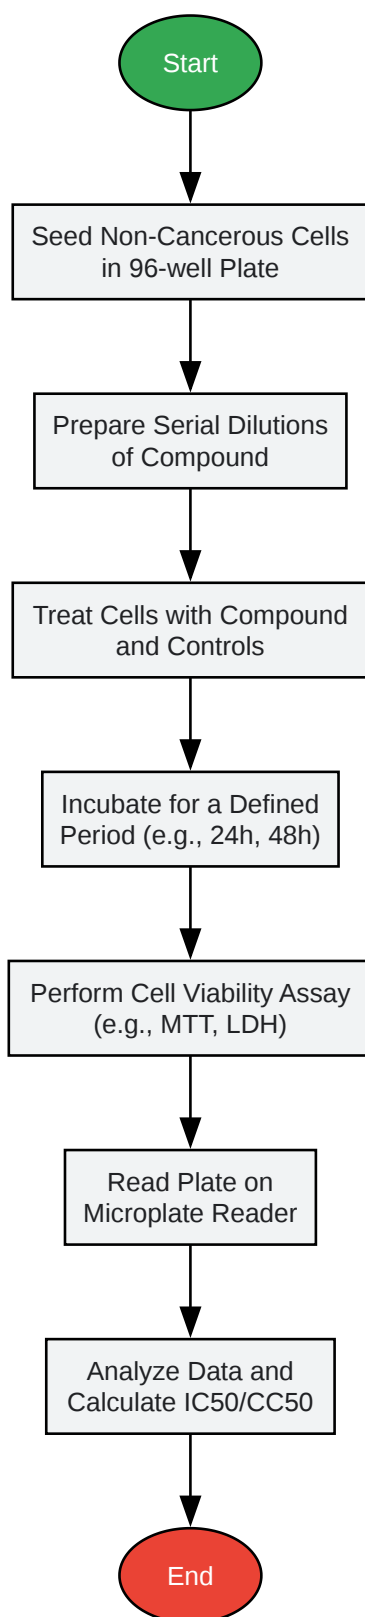 Start
Seed Non-Cancerous Cells
in 96-well Plate
Prepare Serial Dilutions
of Compound
Treat Cells with Compound
and Controls
Incubate for a Defined
Period (e.g., 24h, 48h)
Perform Cell Viability Assay
(e.g., MTT, LDH)
Read Plate on
Microplate Reader
Analyze Data and
Calculate IC50/CC50
End